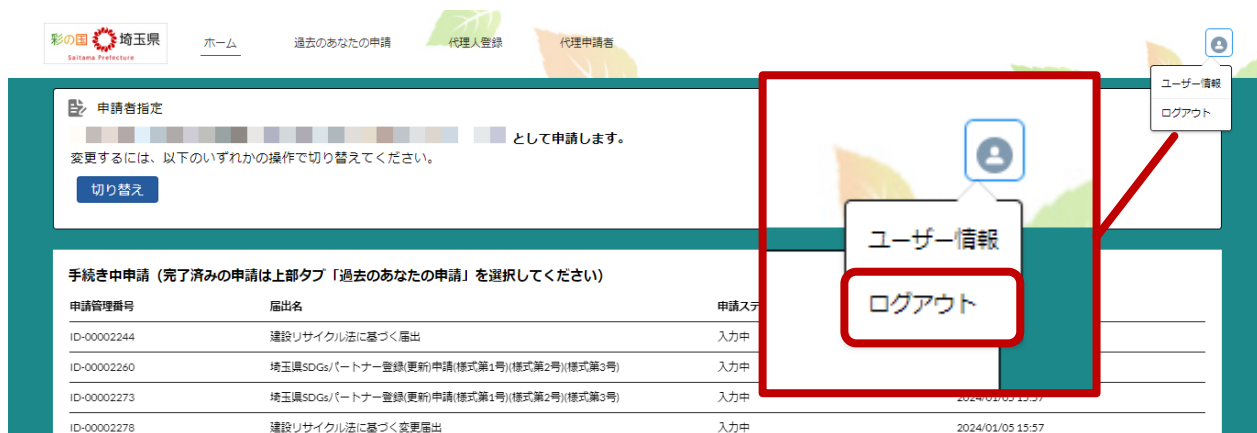 彩の国 埼玉県
Saitama Prefecture
ホーム
過去のあなたの申請
代理人登録
代理申請者
ユーザー情報
ログアウト
申請者指定
として申請します。
変更するには、以下のいずれかの操作で切り替えてください。
切り替え
ユーザー情報
ログアウト
手続き中申請（完了済みの申請は上部タブ「過去のあなたの申請」を選択してください）
申請管理番号 届出名 申請ステ
ID-00002244 建設リサイクル法に基づく届出 入力中
ID-00002260 埼玉県SDGsパートナー登録(更新)申請(様式第1号)(様式第2号)(様式第3号) 入力中
ID-00002273 埼玉県SDGsパートナー登録(更新)申請(様式第1号)(様式第2号)(様式第3号) 入力中 2024/01/05 15:57
ID-00002278 建設リサイクル法に基づく変更届出 入力中 2024/01/05 15:57